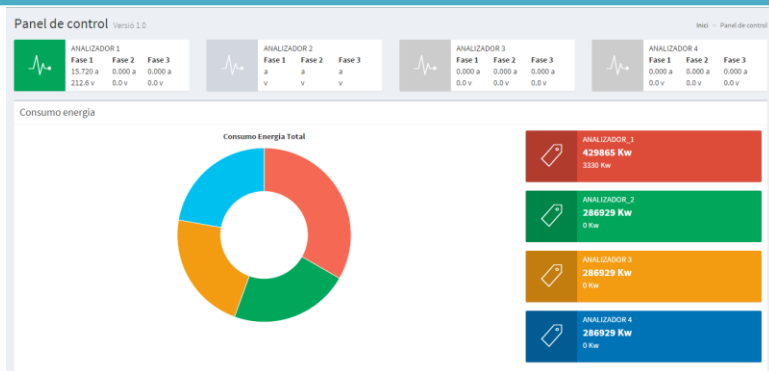 Panel de control Versió 1.0
Inici > Panel de control
ANALIZADOR 1
Fase 1 Fase 2 Fase 3
15.720 a 0.000 a 0.000 a
212.6 v 0.0 v 0.0 v
ANALIZADOR 2
Fase 1 Fase 2 Fase 3
a a a
v v v
ANALIZADOR 3
Fase 1 Fase 2 Fase 3
0.000 a 0.000 a 0.000 a
0.0 v 0.0 v 0.0 v
ANALIZADOR 4
Fase 1 Fase 2 Fase 3
0.000 a 0.000 a 0.000 a
0.0 v 0.0 v 0.0 v
Consumo energia
Consumo Energia Total
ANALIZADOR_1
429865 Kw
3330 Kw
ANALIZADOR_2
286929 Kw
0 Kw
ANALIZADOR 3
286929 Kw
0 Kw
ANALIZADOR 4
286929 Kw
0 Kw